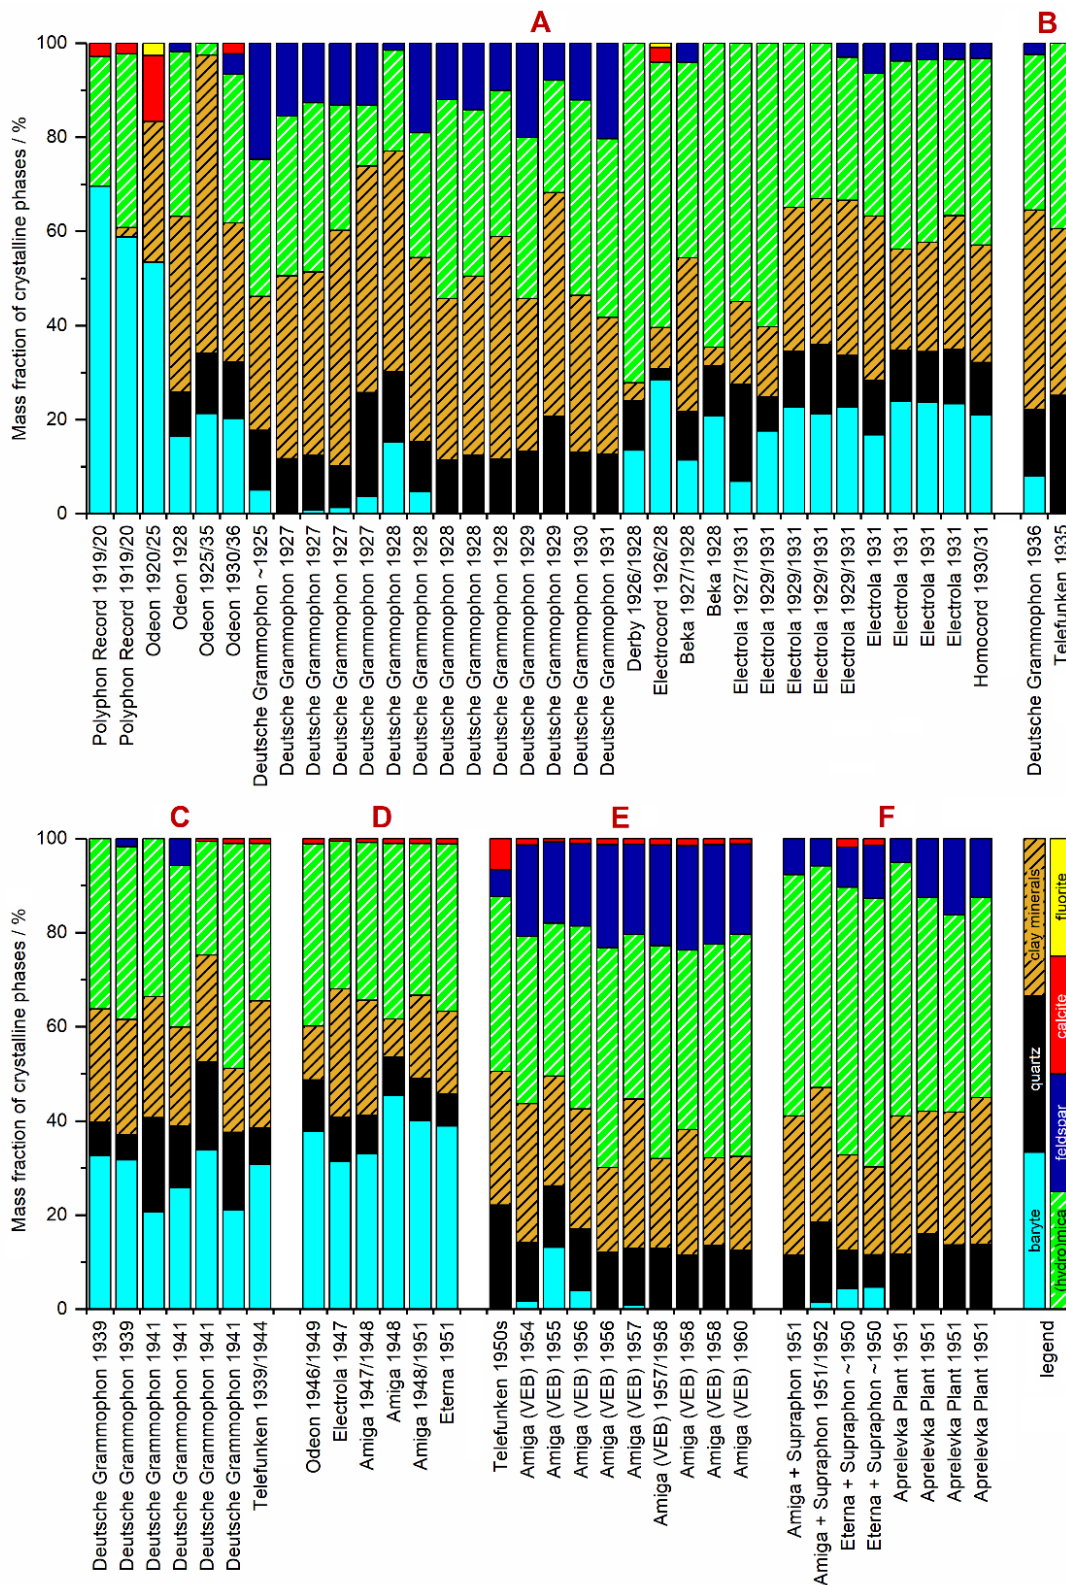 A
B
Mass fraction of crystalline phases / %
100
80
60
40
20
0
Polyphon Record 1919/20
Polyphon Record 1919/20
Odeon 1920/25
Odeon 1928
Odeon 1925/35
Odeon 1930/36
Deutsche Grammophon ~1925
Deutsche Grammophon 1927
Deutsche Grammophon 1927
Deutsche Grammophon 1927
Deutsche Grammophon 1927
Deutsche Grammophon 1928
Deutsche Grammophon 1928
Deutsche Grammophon 1928
Deutsche Grammophon 1928
Deutsche Grammophon 1928
Deutsche Grammophon 1929
Deutsche Grammophon 1929
Deutsche Grammophon 1930
Deutsche Grammophon 1931
Derby 1926/1928
Electrocord 1926/28
Beka 1927/1928
Beka 1928
Electrola 1927/1931
Electrola 1929/1931
Electrola 1929/1931
Electrola 1929/1931
Electrola 1929/1931
Electrola 1931
Electrola 1931
Electrola 1931
Electrola 1931
Homocord 1930/31
Deutsche Grammophon 1936
Telefunken 1935
C
D
E
F
Mass fraction of crystalline phases / %
100
80
60
40
20
0
Deutsche Grammophon 1939
Deutsche Grammophon 1939
Deutsche Grammophon 1941
Deutsche Grammophon 1941
Deutsche Grammophon 1941
Deutsche Grammophon 1941
Telefunken 1939/1944
Odeon 1946/1949
Electrola 1947
Amiga 1947/1948
Amiga 1948
Amiga 1948/1951
Eterna 1951
Telefunken 1950s
Amiga (VEB) 1954
Amiga (VEB) 1955
Amiga (VEB) 1956
Amiga (VEB) 1956
Amiga (VEB) 1957
Amiga (VEB) 1957/1958
Amiga (VEB) 1958
Amiga (VEB) 1958
Amiga (VEB) 1960
Amiga + Supraphon 1951
Amiga + Supraphon 1951/1952
Eterna + Supraphon ~1950
Eterna + Supraphon ~1950
Aprelevka Plant 1951
Aprelevka Plant 1951
Aprelevka Plant 1951
Aprelevka Plant 1951
baryte
quartz
clay minerals
(hydro)mica
feldspar
calcite
fluorite
legend